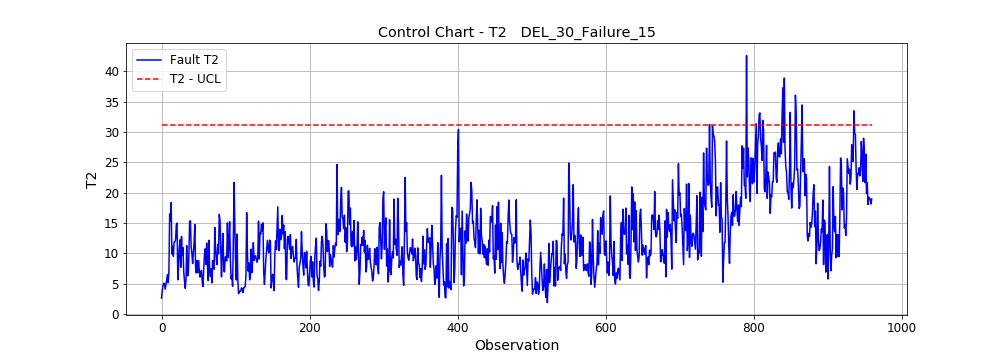 Control Chart - T2   DEL_30_Failure_15
Fault T2
T2 - UCL
T2
40
35
30
25
20
15
10
5
0
0 200 400 600 800 1000
Observation